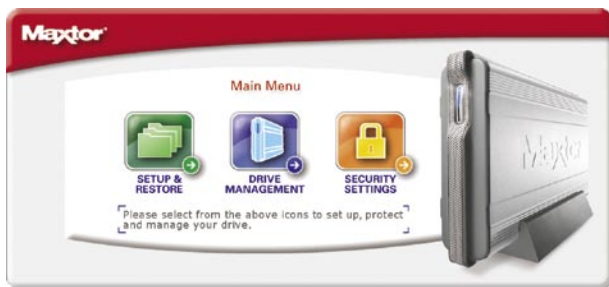 Maxtor
Main Menu
SETUP &
RESTORE
DRIVE
MANAGEMENT
SECURITY
SETTINGS
Please select from the above icons to set up, protect
and manage your drive.
Maxtor